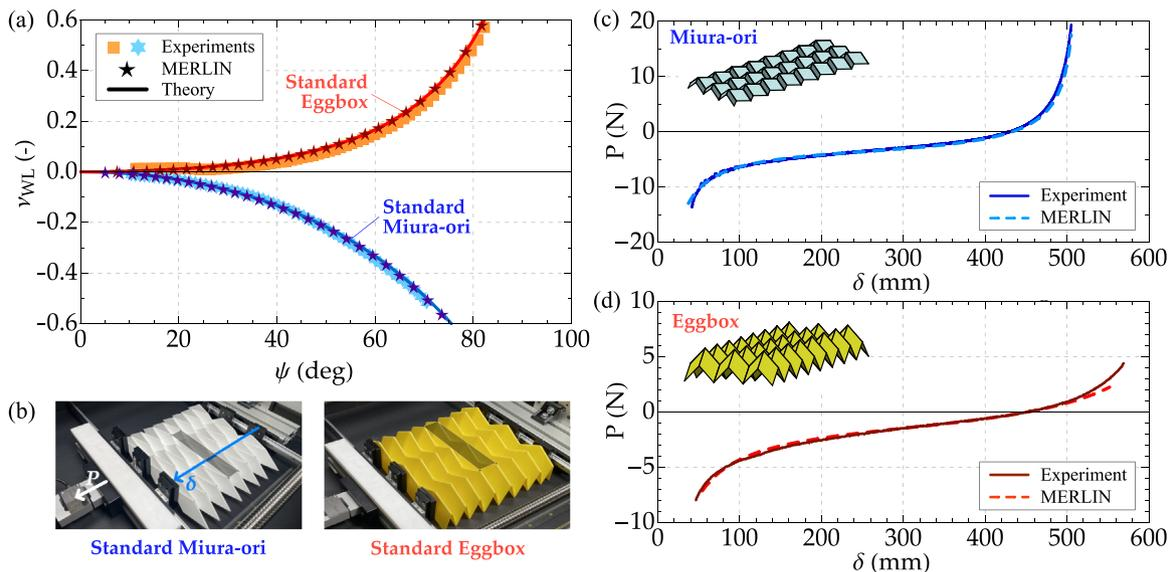 (a)
0.6
0.4
0.2
0.0
−0.2
−0.4
−0.6
νWL (-)
Experiments
MERLIN
Theory
Standard
Eggbox
Standard
Miura-ori
0 20 40 60 80 100
ψ (deg)
(b)
P
δ
Standard Miura-ori
Standard Eggbox
(c)
20
10
0
−10
−20
P (N)
Miura-ori
Experiment
MERLIN
0 100 200 300 400 500 600
δ (mm)
(d)
10
5
0
−5
−10
P (N)
Eggbox
Experiment
MERLIN
0 100 200 300 400 500 600
δ (mm)